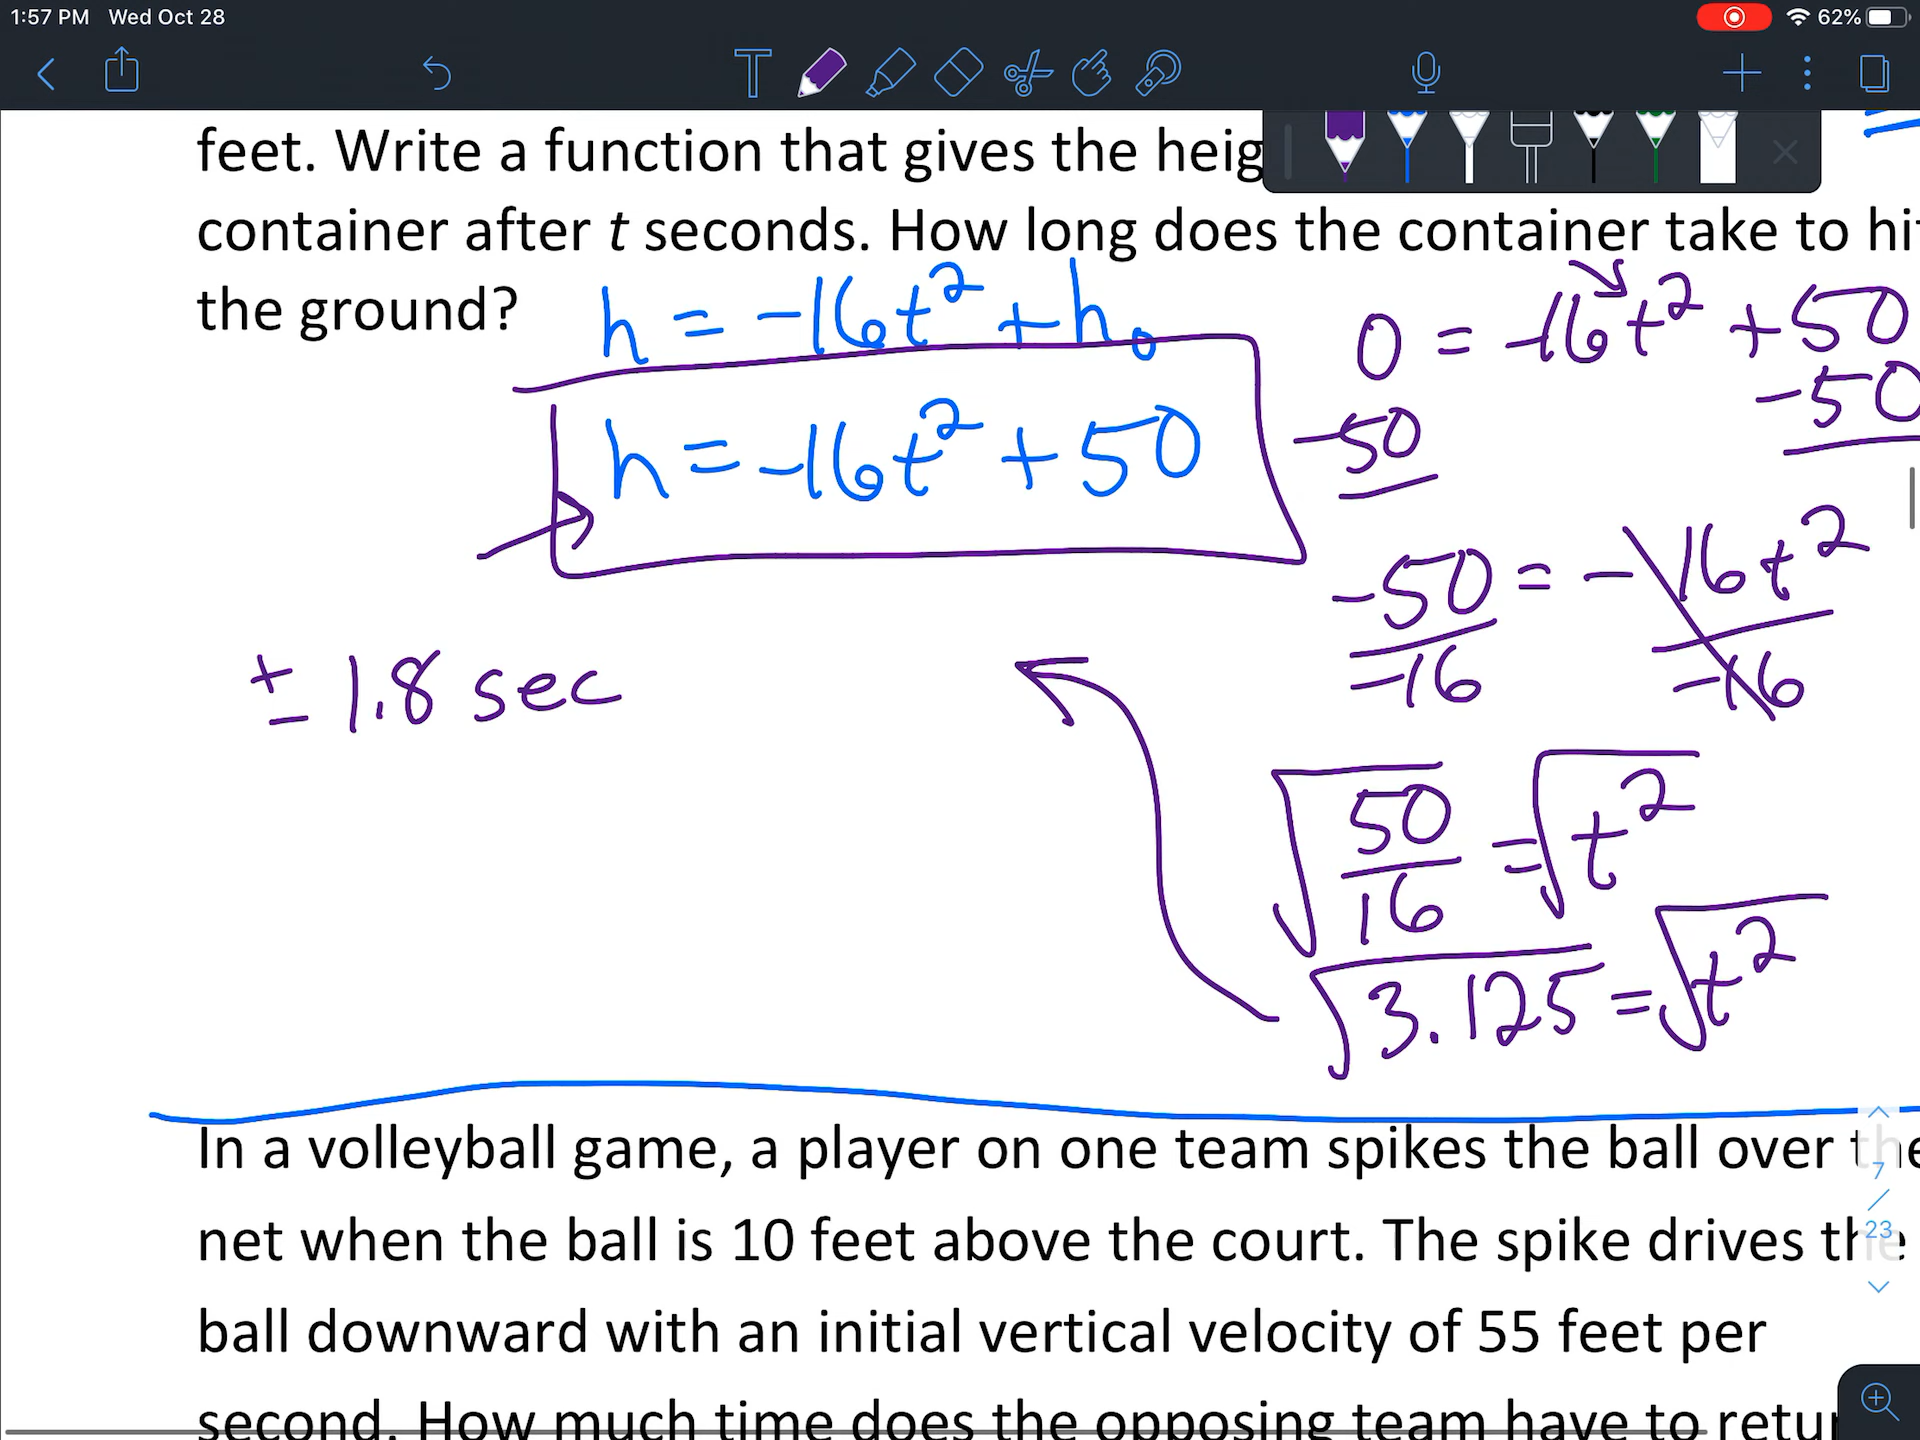 1:57 PM Wed Oct 28
62%
feet. Write a function that gives the heig
container after t seconds. How long does the container take to hi
the ground?
h = -16t² + h₀
h = -16t² + 50
± 1.8 sec
0 = -16t² + 50
-50 -50
-50 = -16t²
-16 -16
√50/16 = √t²
√3.125 = √t²
In a volleyball game, a player on one team spikes the ball over the
net when the ball is 10 feet above the court. The spike drives the
ball downward with an initial vertical velocity of 55 feet per
second. How much time does the opposing team have to retur
7
/
23